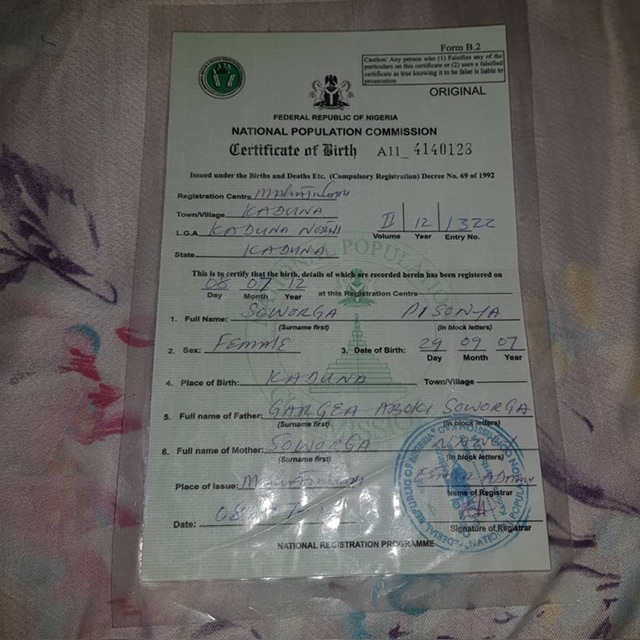 Form B.2
Caution: Any person who (1) Falsifies any of the
particulars on this certificate or (2) uses a falsified
certificate as true knowing it to be false is liable to
prosecution
ORIGINAL
FEDERAL REPUBLIC OF NIGERIA
NATIONAL POPULATION COMMISSION
Certificate of Birth A11_ 4140123
Issued under the Births and Deaths Etc. (Compulsory Registration) Decree No. 69 of 1992
Registration Centre
Town/Village KADUNA
L.G.A KADUNA NORTH II 12 1322
Volume Year Entry No.
State KADUNA
This is to certify that the birth, details of which are recorded herein has been registered on
08 07 12 at this Registration Centre
Day Month Year
1. Full Name: SOWORGA PISONYA
(Surname first) (In block letters)
2. Sex: FEMALE 3. Date of Birth: 29 09 07
Day Month Year
4. Place of Birth: KADUNA Town/Village
5. Full name of Father: GARGEA ABOKI SOWORGA
(Surname first) (In block letters)
6. Full name of Mother: SOWORGA
(Surname first) (In block letters)
Place of Issue:
Name of Registrar
Date: 08
Signature of Registrar
NATIONAL REGISTRATION PROGRAMME